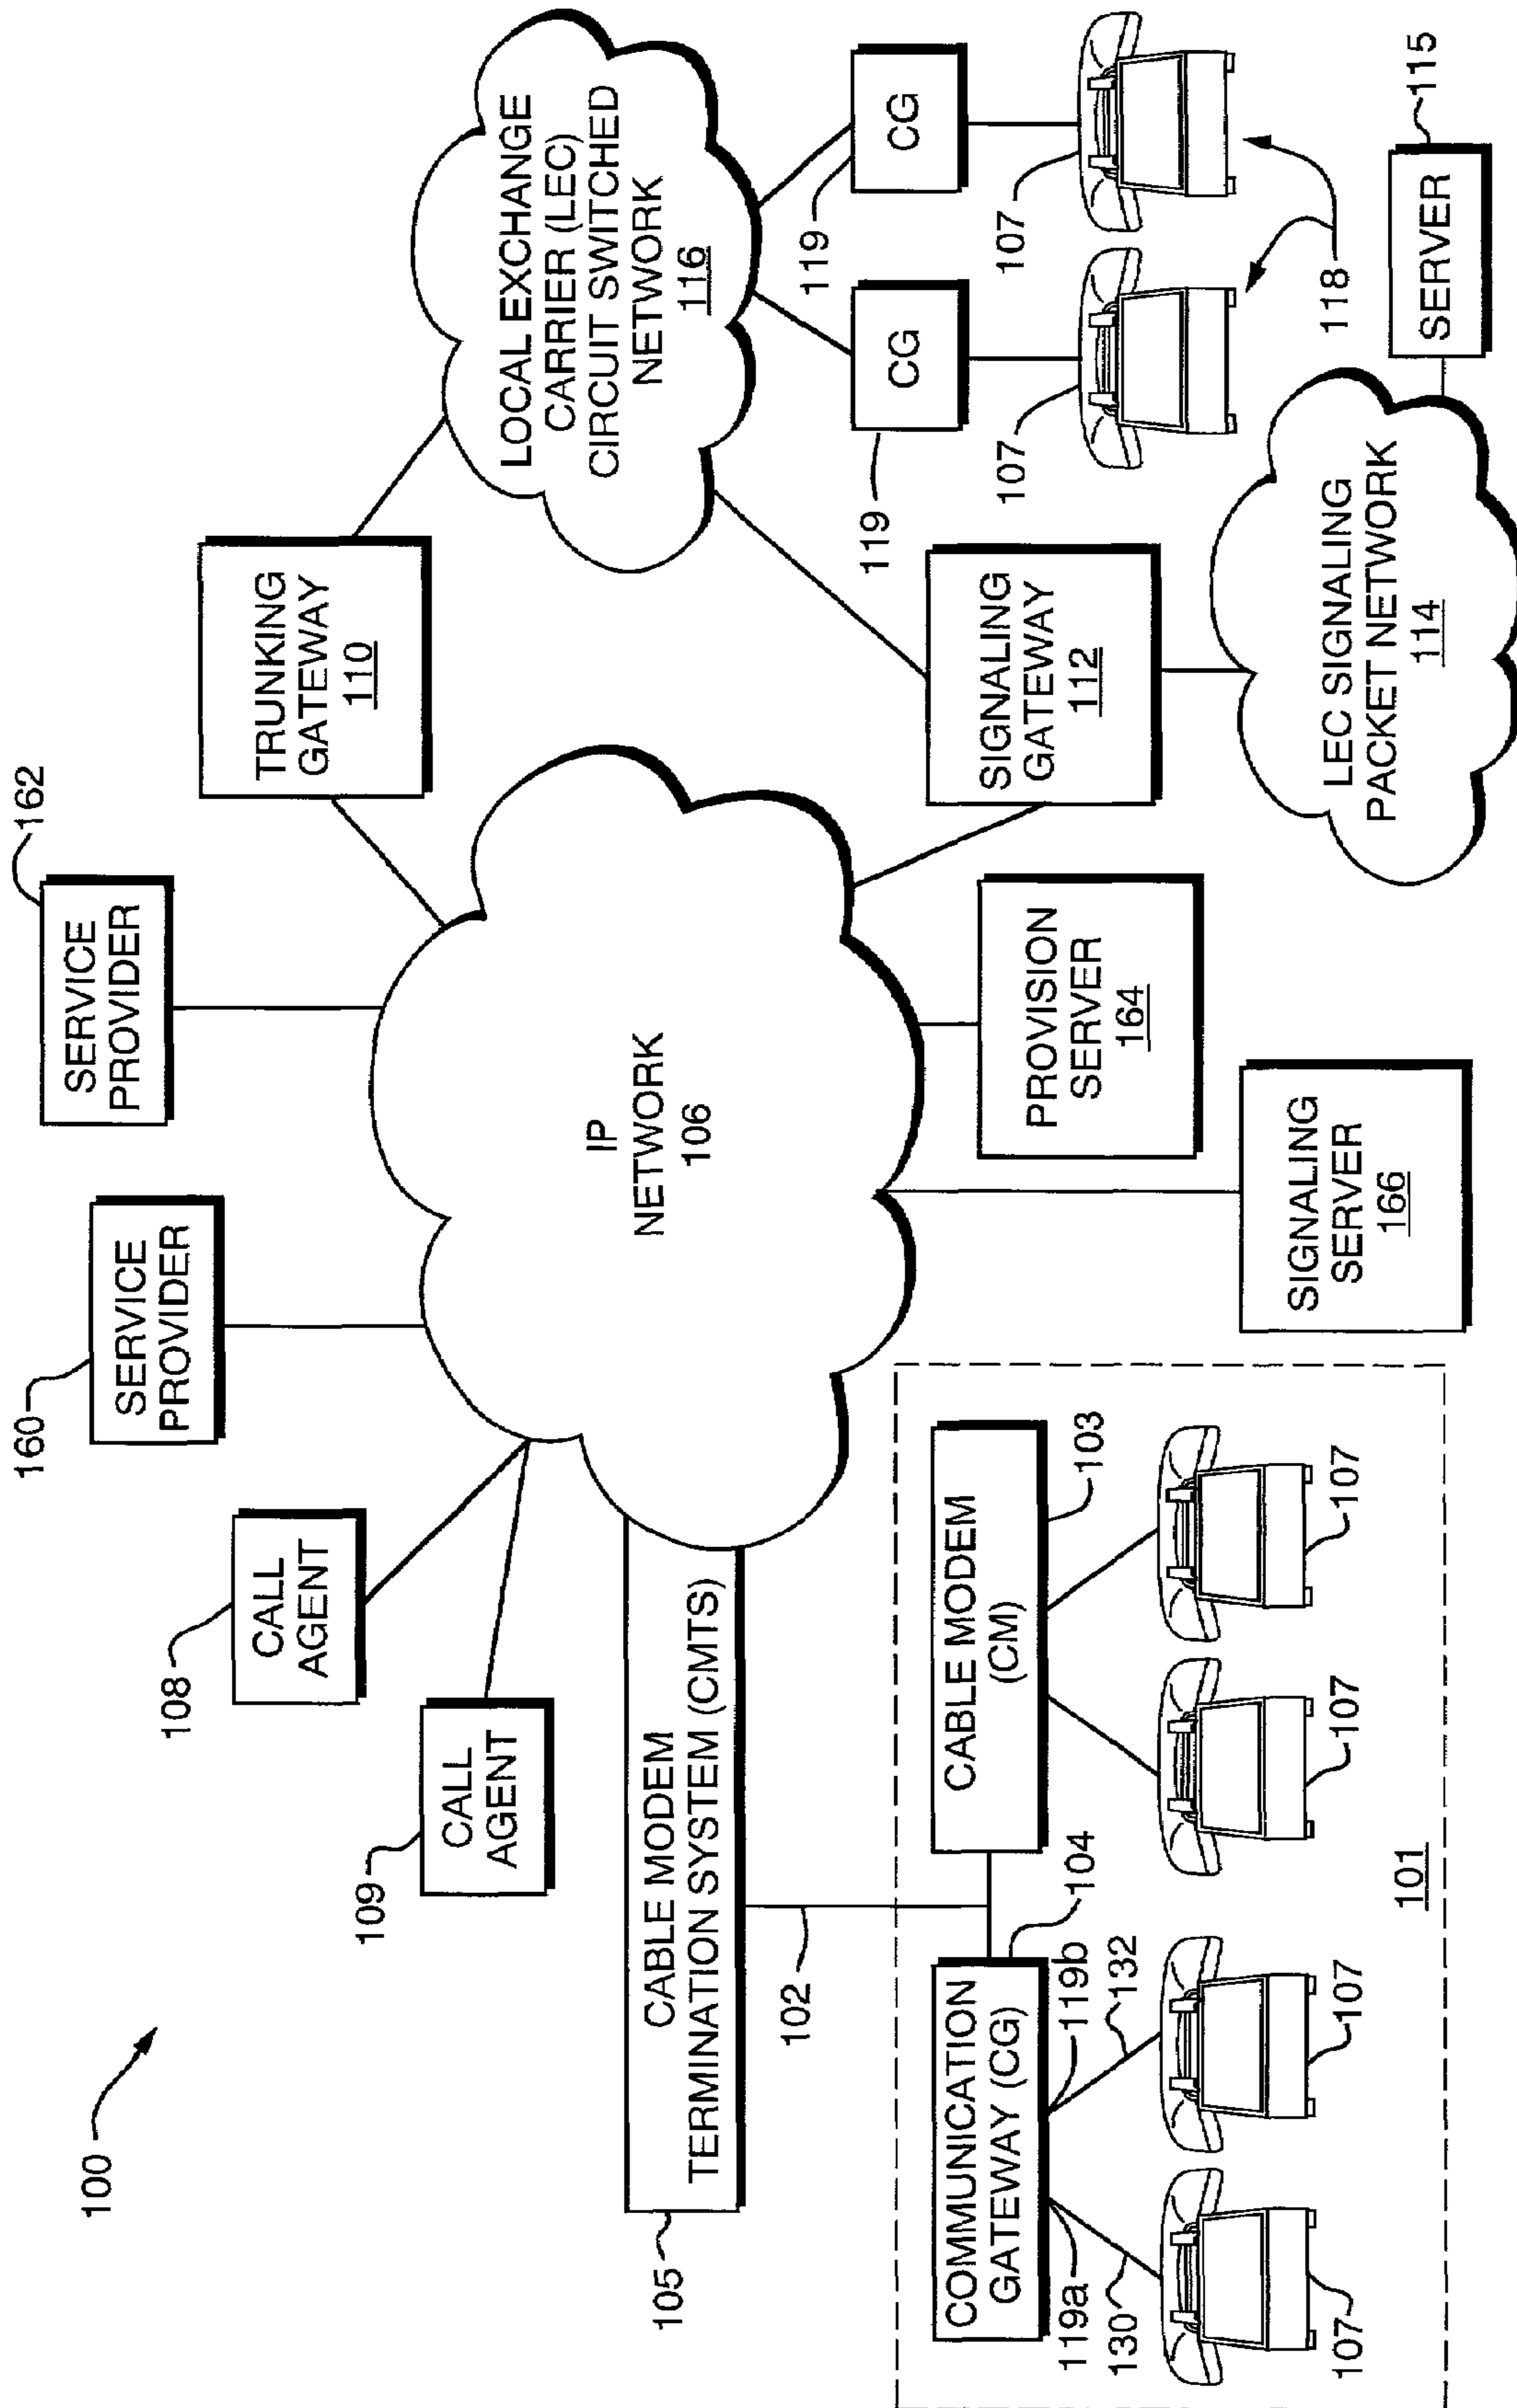 100
160
SERVICE
PROVIDER
162
SERVICE
PROVIDER
108
CALL
AGENT
109
CALL
AGENT
TRUNKING
GATEWAY
110
LOCAL EXCHANGE
CARRIER (LEC)
CIRCUIT SWITCHED
NETWORK
116
IP
NETWORK
106
105
CABLE MODEM
TERMINATION SYSTEM (CMTS)
102
119
CG
119
CG
107
107
118
SIGNALING
GATEWAY
112
PROVISION
SERVER
164
SIGNALING
SERVER
166
LEC SIGNALING
PACKET NETWORK
114
SERVER
115
COMMUNICATION
GATEWAY (CG)
104
CABLE MODEM
(CM)
103
119a
119b
130
132
107
107
107
107
101